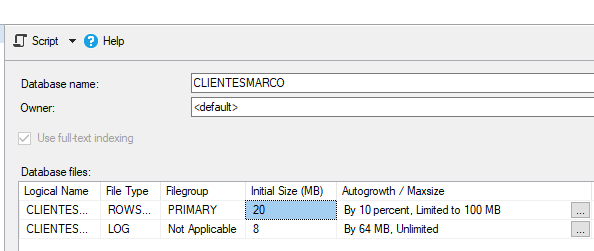 Script Help
Database name: CLIENTESMARCO
Owner: <default>
Use full-text indexing
Database files:
Logical Name File Type Filegroup Initial Size (MB) Autogrowth / Maxsize
CLIENTES... ROWS... PRIMARY 20 By 10 percent, Limited to 100 MB ...
CLIENTES... LOG Not Applicable 8 By 64 MB, Unlimited ...